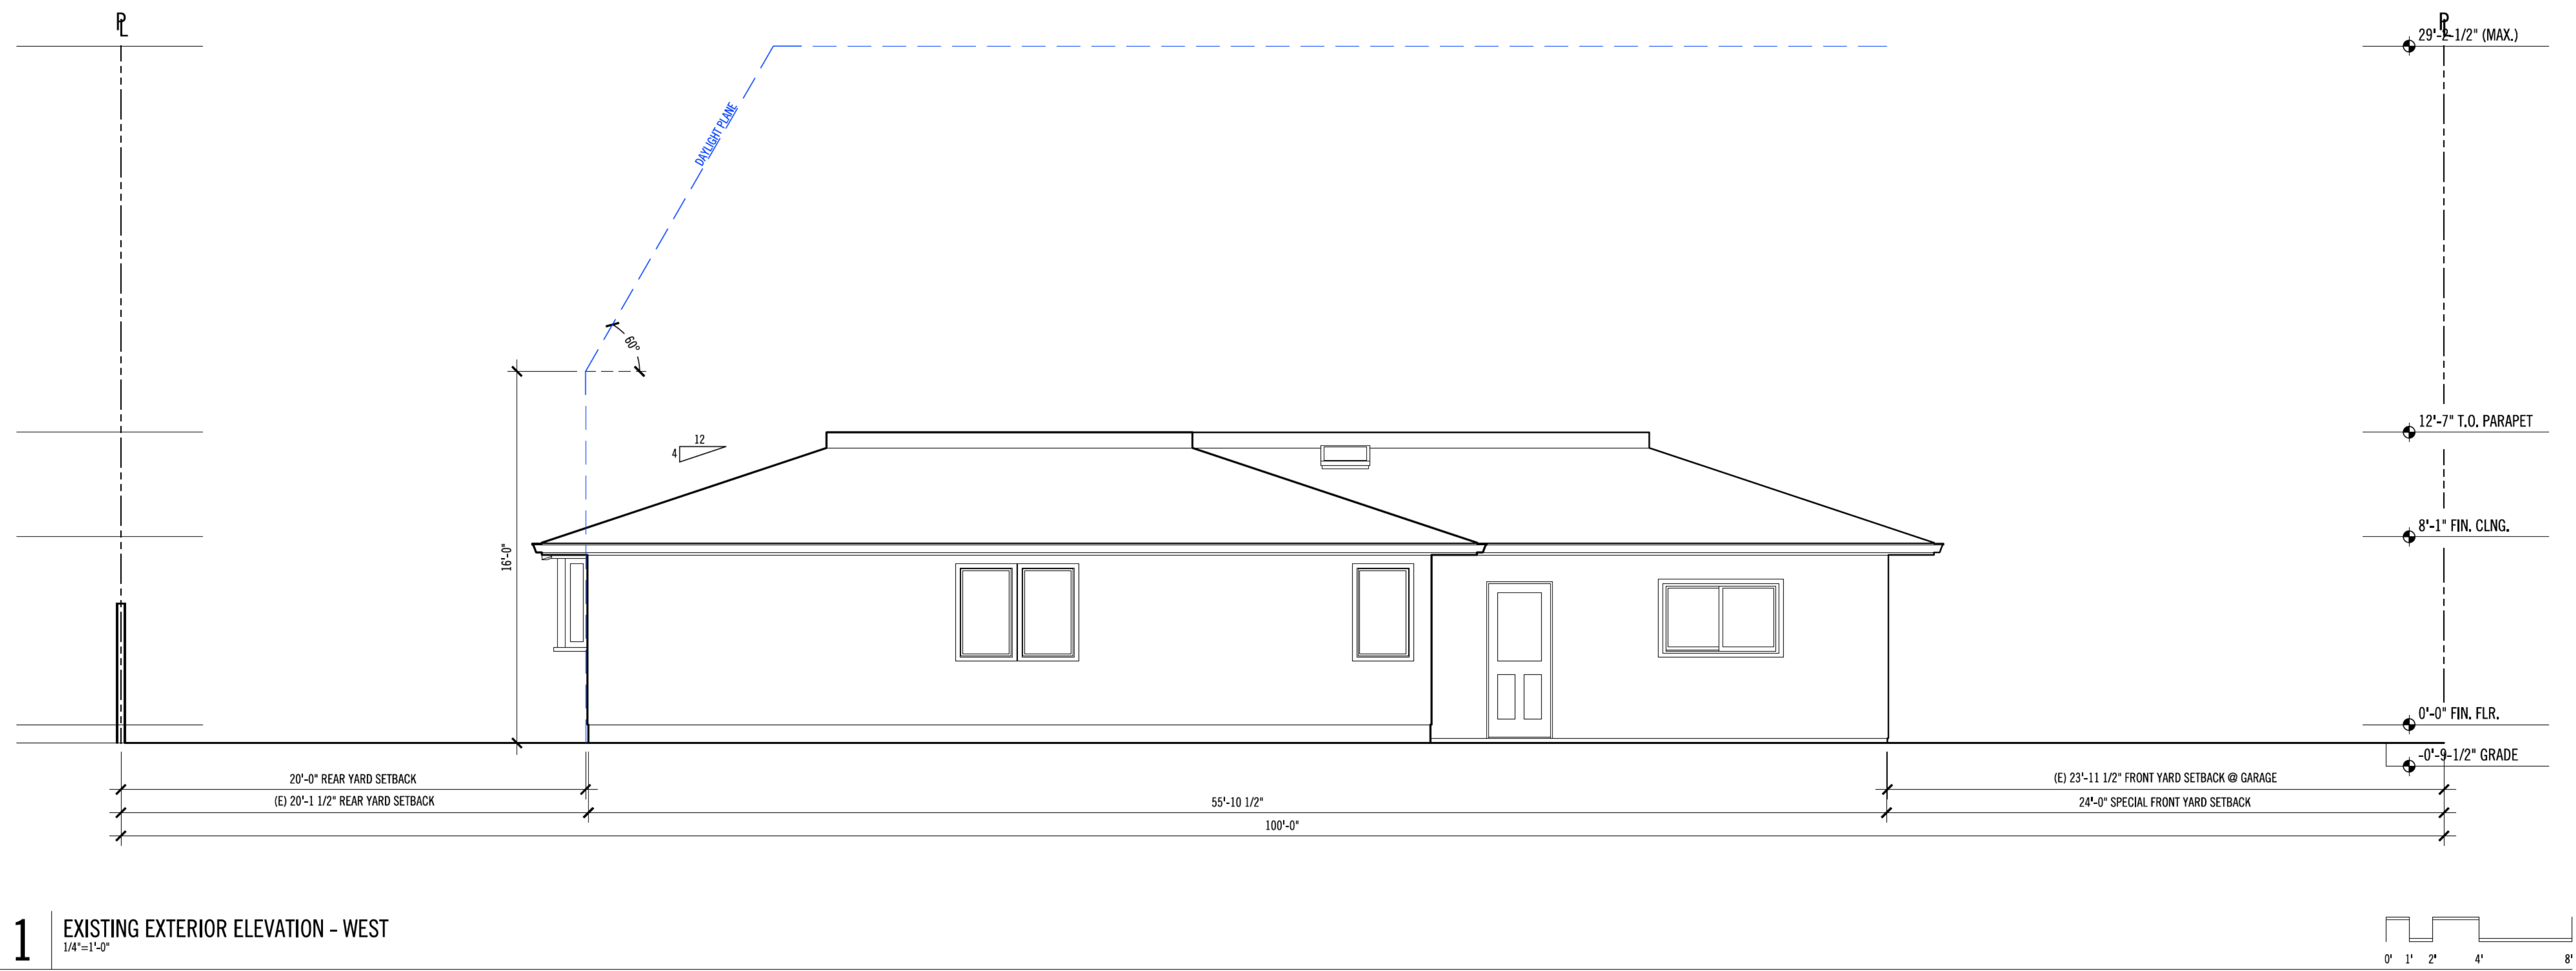 PL
PL
29'-2-1/2" (MAX.)
DAYLIGHT PLANE
60°
12
4
12'-7" T.O. PARAPET
8'-1" FIN. CLNG.
16'-0"
0'-0" FIN. FLR.
-0'-9-1/2" GRADE
20'-0" REAR YARD SETBACK
(E) 23'-11 1/2" FRONT YARD SETBACK @ GARAGE
(E) 20'-1 1/2" REAR YARD SETBACK
55'-10 1/2"
24'-0" SPECIAL FRONT YARD SETBACK
100'-0"
1
EXISTING EXTERIOR ELEVATION - WEST
1/4"=1'-0"
0' 1' 2' 4' 8'